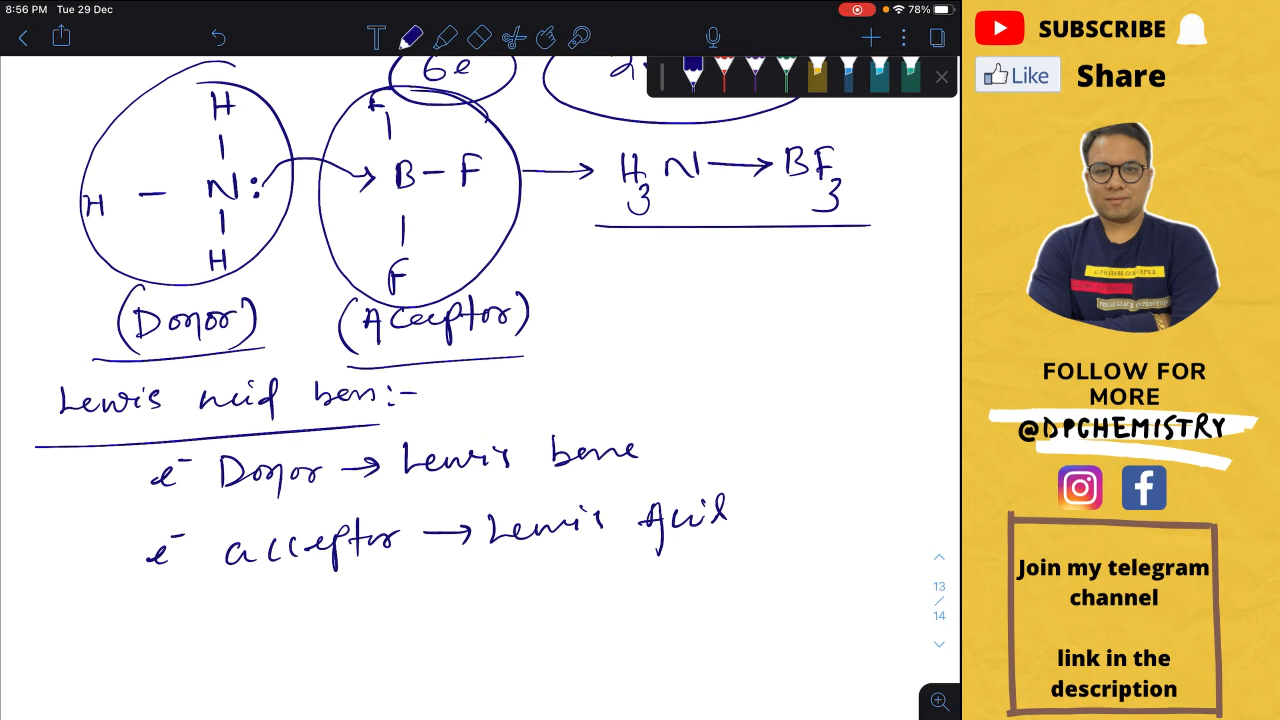 8:56 PM Tue 29 Dec
78%
6e
H
F
H — N: B — F → H3N → BF3
H
F
(Donor) (Acceptor)
Lewis acid base:-
e⁻ Donor → Lewis base
e⁻ acceptor → Lewis Acid
13
/
14
SUBSCRIBE
Like Share
FOLLOW FOR
MORE
@DPCHEMISTRY
Join my telegram
channel
link in the
description